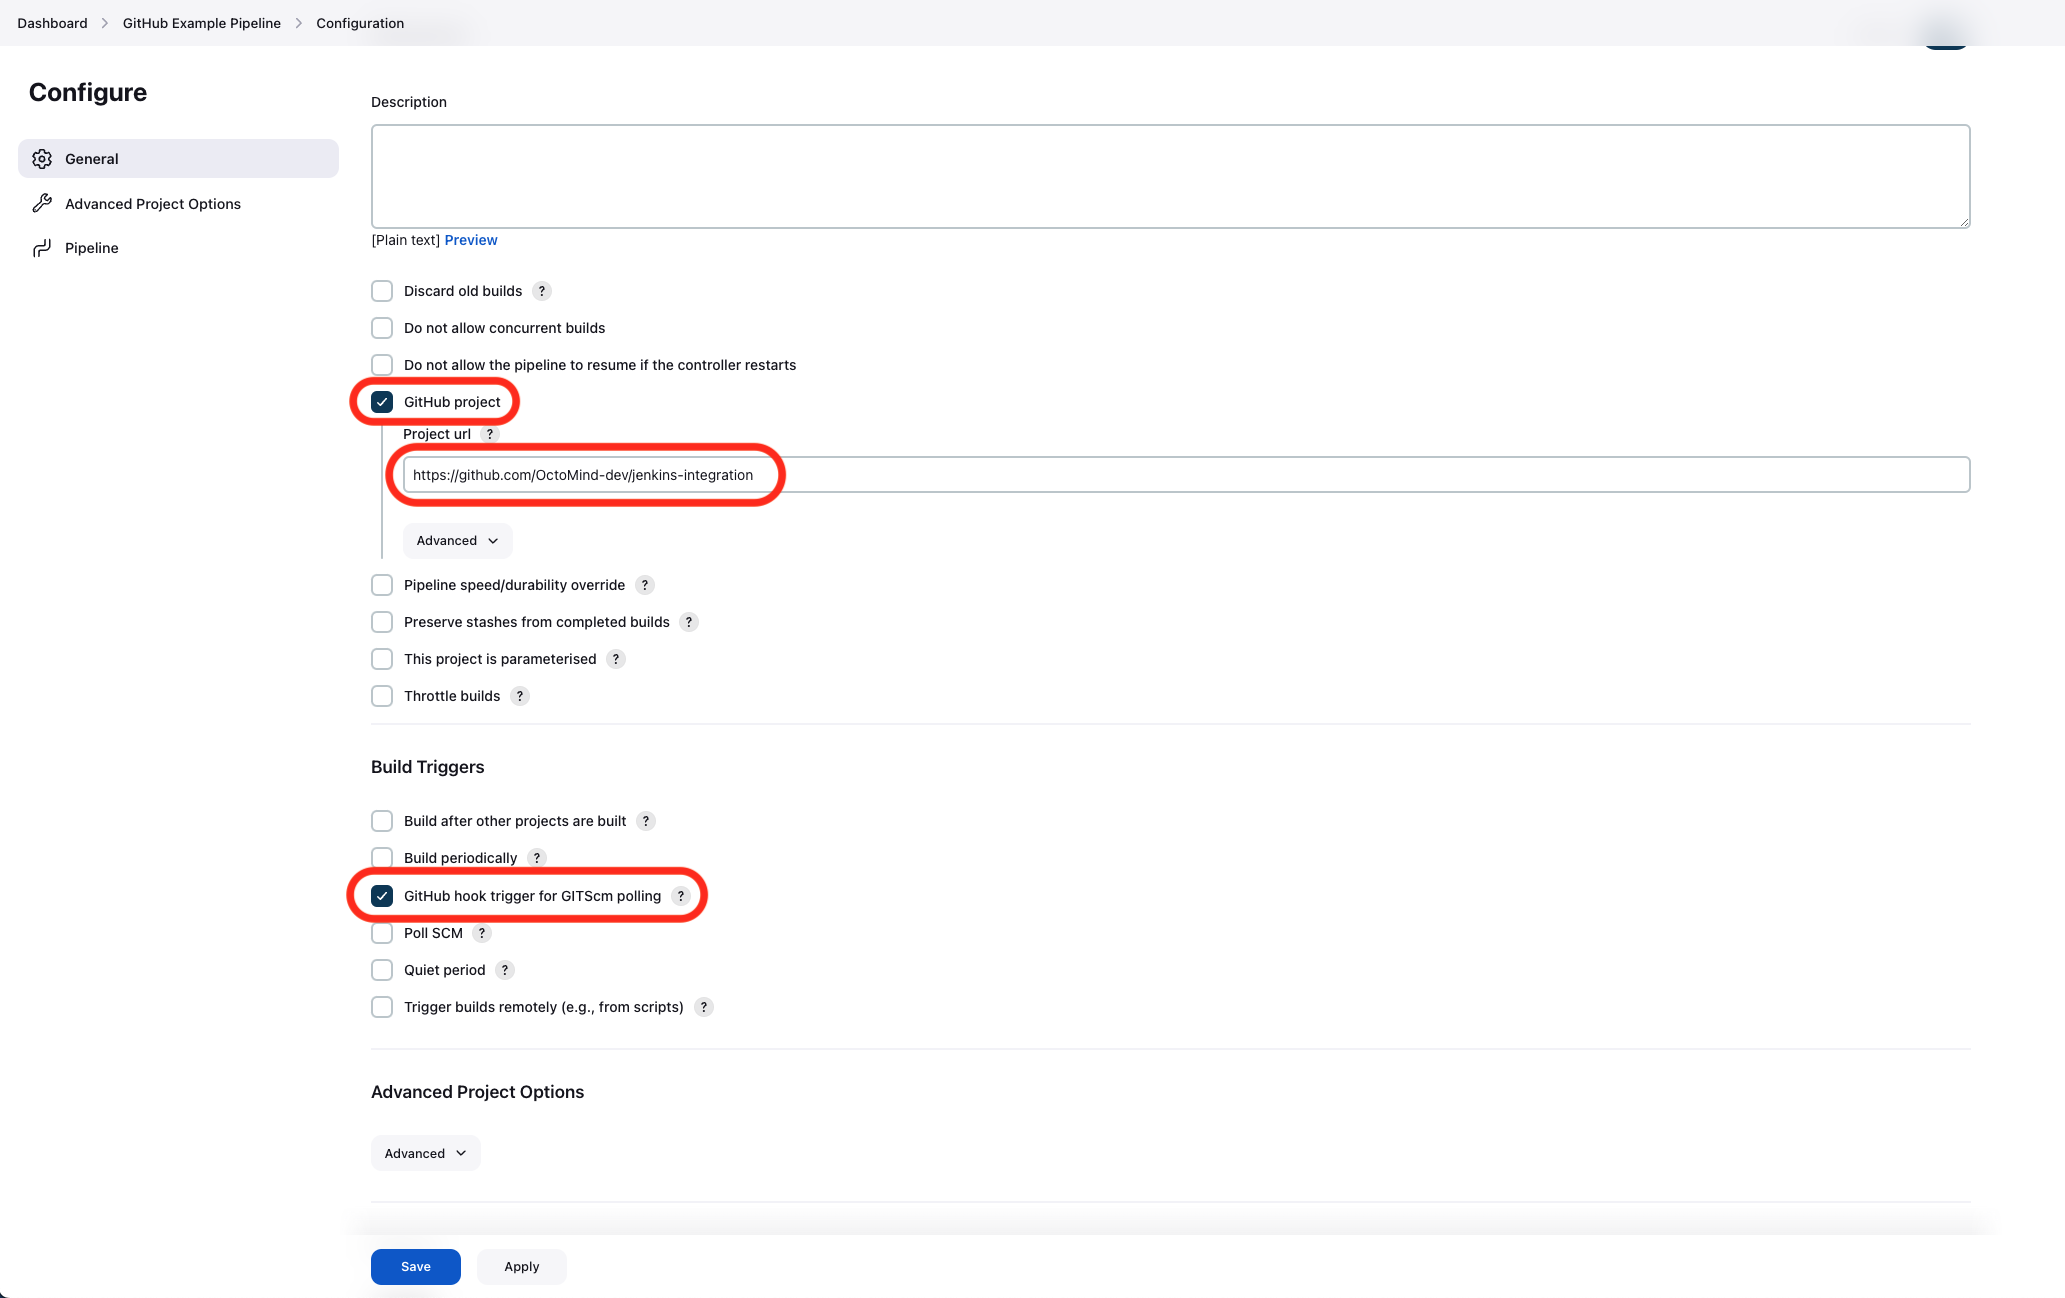 Dashboard > GitHub Example Pipeline > Configuration
Configure
General
Advanced Project Options
Pipeline
Description
[Plain text] Preview
Discard old builds ?
Do not allow concurrent builds
Do not allow the pipeline to resume if the controller restarts
GitHub project
Project url ?
https://github.com/OctoMind-dev/jenkins-integration
Advanced
Pipeline speed/durability override ?
Preserve stashes from completed builds ?
This project is parameterised ?
Throttle builds ?
Build Triggers
Build after other projects are built ?
Build periodically ?
GitHub hook trigger for GITScm polling ?
Poll SCM ?
Quiet period ?
Trigger builds remotely (e.g., from scripts) ?
Advanced Project Options
Advanced
Save Apply